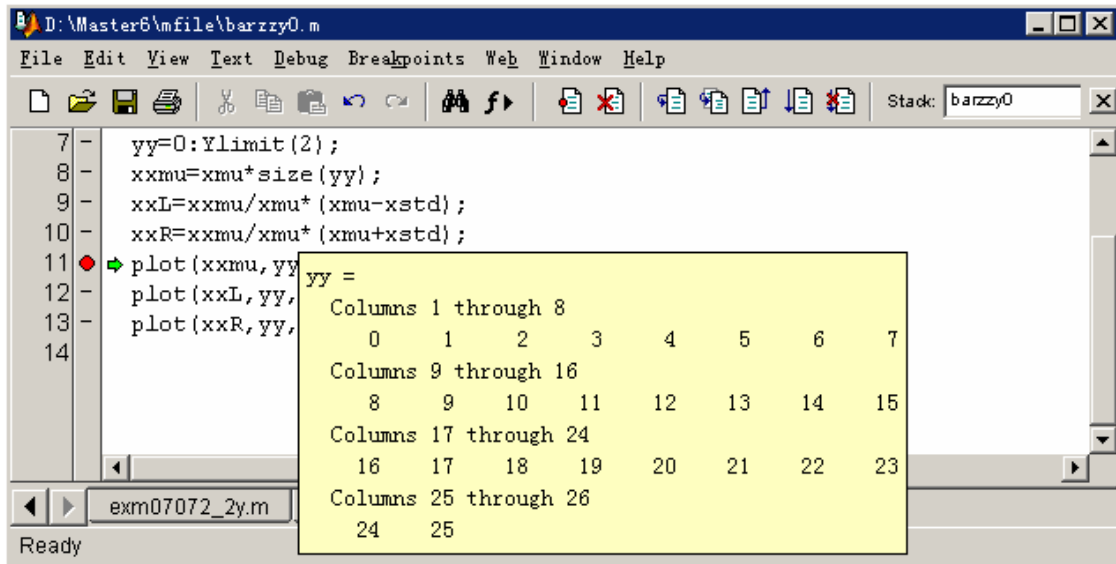 D:\Master6\mfile\barzzy0.m
File Edit View Text Debug Breakpoints Web Window Help
Stack: barzzy0
7 - yy=0:Ylimit(2);
8 - xxmu=xmu*size(yy);
9 - xxL=xxmu/xmu*(xmu-xstd);
10 - xxR=xxmu/xmu*(xmu+xstd);
11 plot(xxmu,yy
12 - plot(xxL,yy,
13 - plot(xxR,yy,
14
yy =
Columns 1 through 8
0 1 2 3 4 5 6 7
Columns 9 through 16
8 9 10 11 12 13 14 15
Columns 17 through 24
16 17 18 19 20 21 22 23
Columns 25 through 26
24 25
exm07072_2y.m
Ready